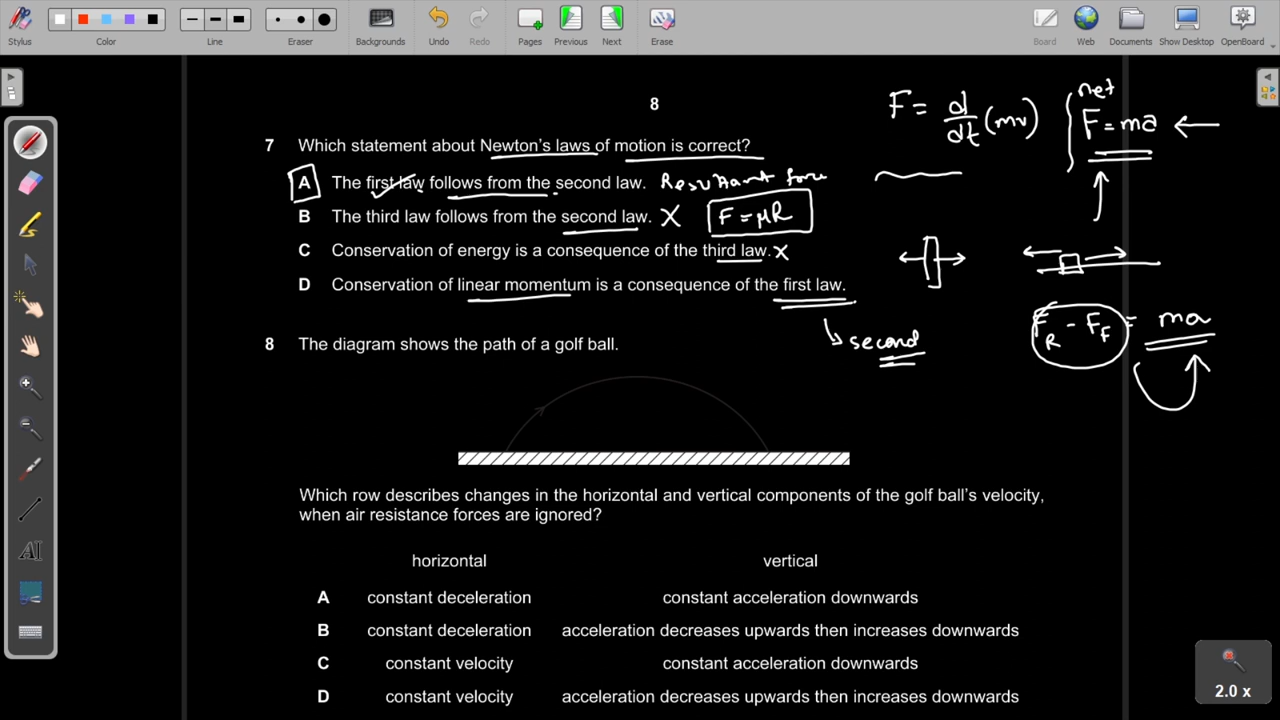 Stylus Color Line Eraser Backgrounds Undo Redo Pages Previous Next Erase Board Web Documents Show Desktop OpenBoard
8
7 Which statement about Newton's laws of motion is correct?
A The first law follows from the second law. Resultant force
B The third law follows from the second law. X F = μR
C Conservation of energy is a consequence of the third law. X
D Conservation of linear momentum is a consequence of the first law.
second
F = d/dt (mv)
net
F = ma
F_R - F_F = ma
8 The diagram shows the path of a golf ball.
Which row describes changes in the horizontal and vertical components of the golf ball's velocity,
when air resistance forces are ignored?
horizontal vertical
A constant deceleration constant acceleration downwards
B constant deceleration acceleration decreases upwards then increases downwards
C constant velocity constant acceleration downwards
D constant velocity acceleration decreases upwards then increases downwards
2.0 x